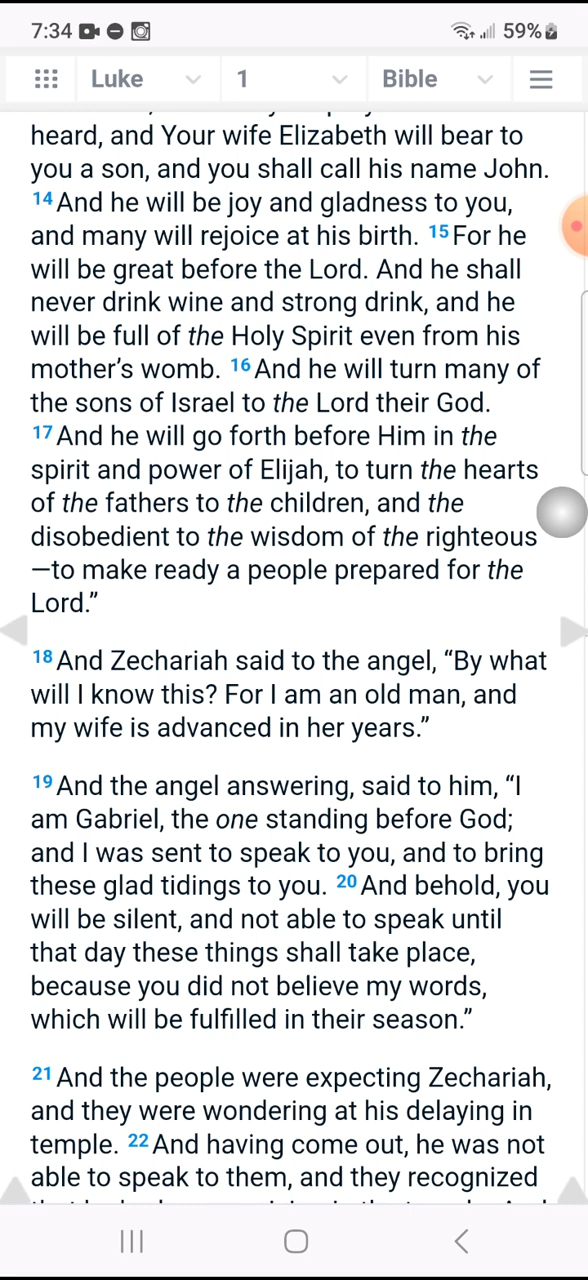 7:34 59%
Luke 1 Bible
heard, and Your wife Elizabeth will bear to
you a son, and you shall call his name John.
14 And he will be joy and gladness to you,
and many will rejoice at his birth. 15 For he
will be great before the Lord. And he shall
never drink wine and strong drink, and he
will be full of the Holy Spirit even from his
mother’s womb. 16 And he will turn many of
the sons of Israel to the Lord their God.
17 And he will go forth before Him in the
spirit and power of Elijah, to turn the hearts
of the fathers to the children, and the
disobedient to the wisdom of the righteous
—to make ready a people prepared for the
Lord.”
18 And Zechariah said to the angel, “By what
will I know this? For I am an old man, and
my wife is advanced in her years.”
19 And the angel answering, said to him, “I
am Gabriel, the one standing before God;
and I was sent to speak to you, and to bring
these glad tidings to you. 20 And behold, you
will be silent, and not able to speak until
that day these things shall take place,
because you did not believe my words,
which will be fulfilled in their season.”
21 And the people were expecting Zechariah,
and they were wondering at his delaying in
temple. 22 And having come out, he was not
able to speak to them, and they recognized